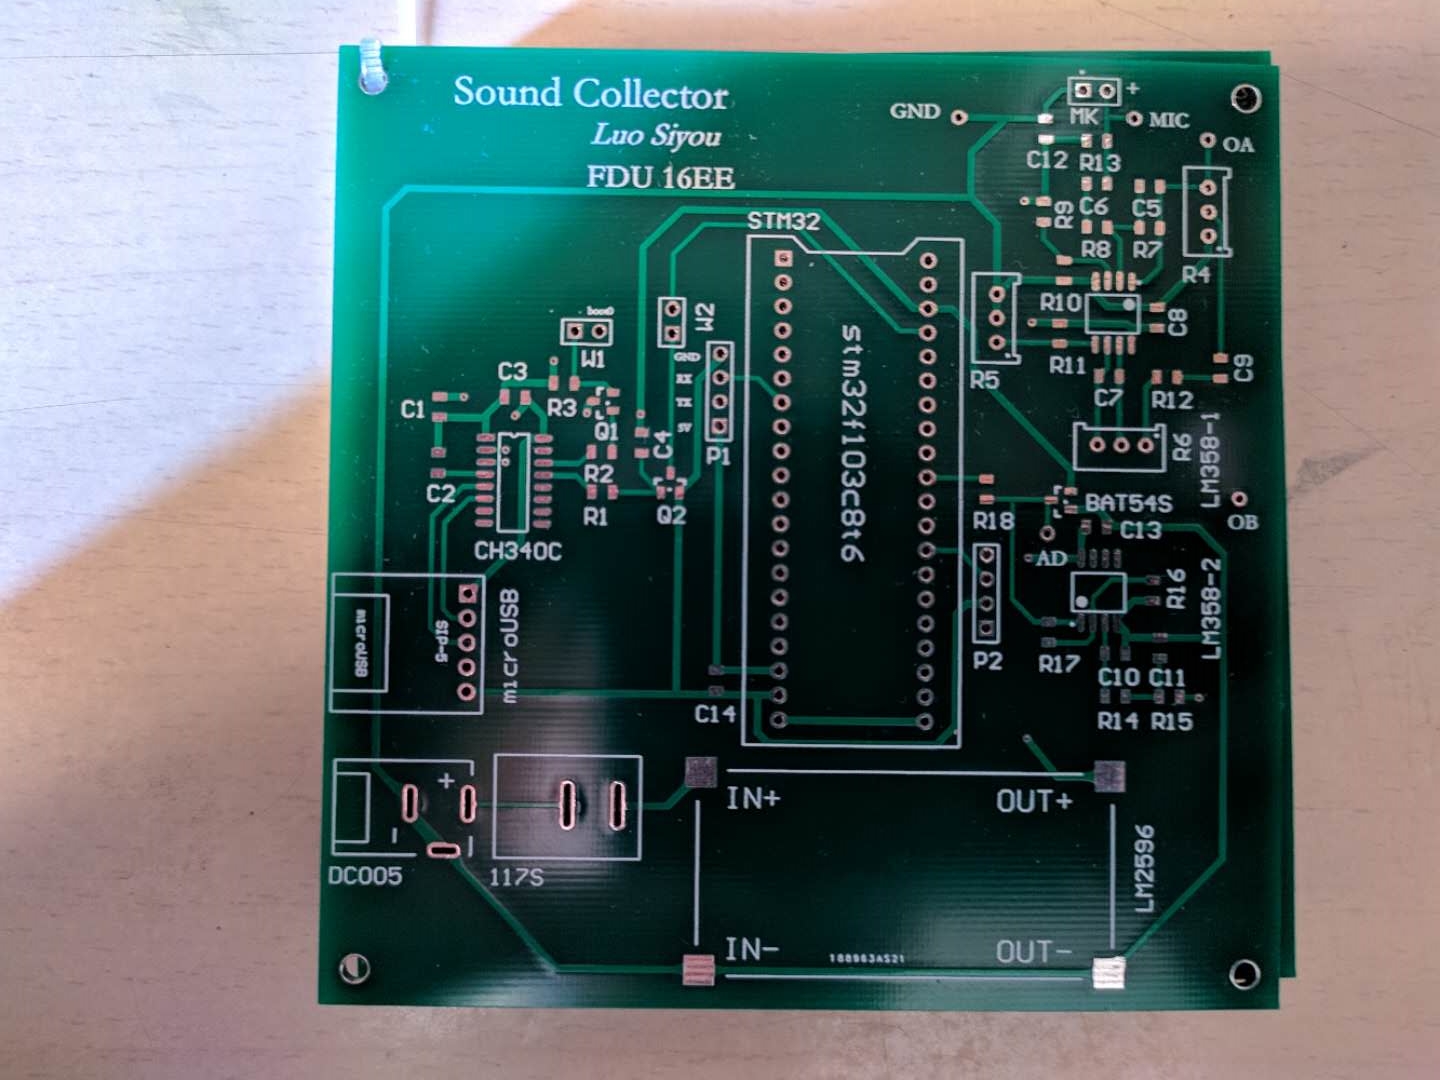 Sound Collector
Luo Siyou
FDU 16EE
GND
MK
+
MIC
OA
C12
R13
R9
C6
C5
R8
R7
R4
STM32
stm32f103c8t6
R10
C8
R5
R11
C9
C7
R12
R6
LM358-1
OB
boot0
W1
W2
GND
RX
TX
5V
P1
C3
C1
R3
Q1
C4
R2
C2
R1
Q2
CH340C
R18
BAT54S
C13
AD
R16
LM358-2
P2
R17
C10
C11
R14
R15
microUSB
SIP-5
microUSB
C14
+
-
DC005
117S
IN+
OUT+
LM2596
IN-
OUT-
188963AS21